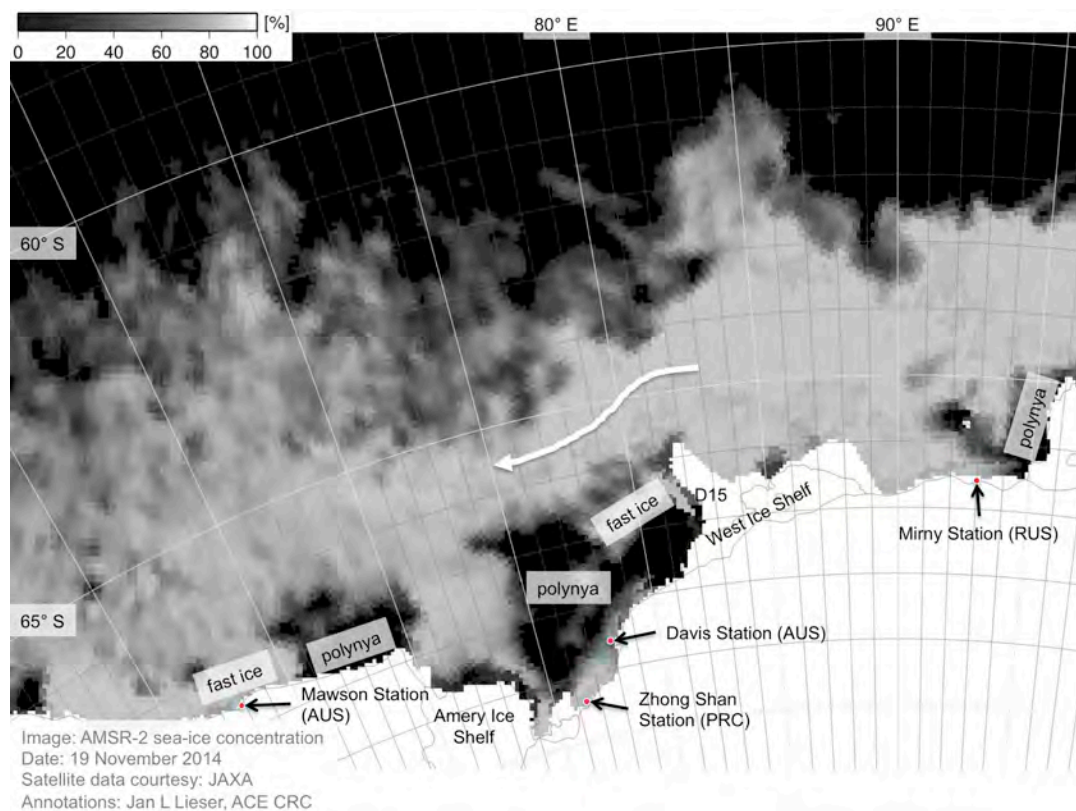 [%]
0 20 40 60 80 100
80° E
90° E
60° S
65° S
polynya
D15
fast ice
West Ice Shelf
Mirny Station (RUS)
polynya
Davis Station (AUS)
polynya
fast ice
Mawson Station
(AUS)
Amery Ice
Shelf
Zhong Shan
Station (PRC)
Image: AMSR-2 sea-ice concentration
Date: 19 November 2014
Satellite data courtesy: JAXA
Annotations: Jan L Lieser, ACE CRC